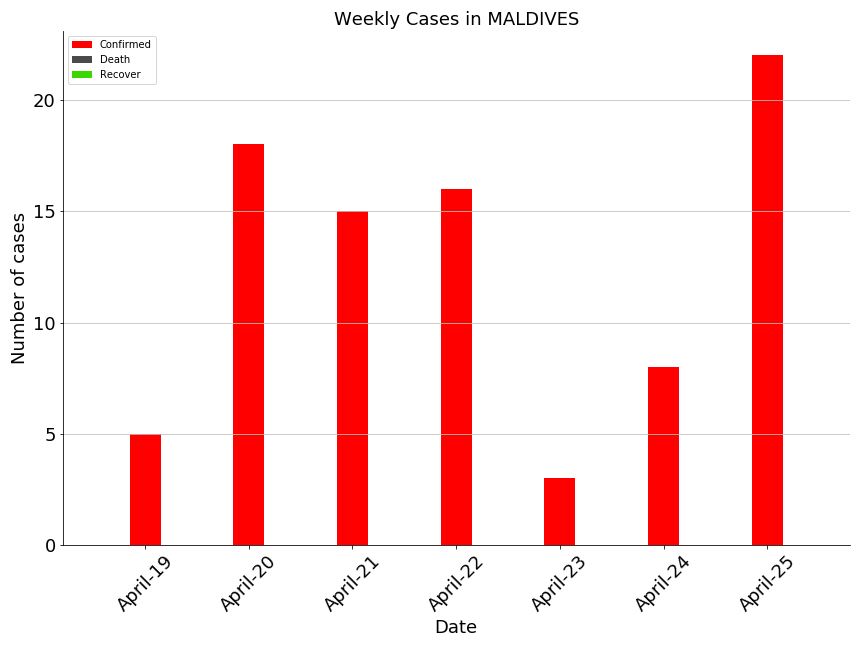 Weekly Cases in MALDIVES
Confirmed
Death
Recover
Number of cases
20
15
10
5
0
April-19
April-20
April-21
April-22
April-23
April-24
April-25
Date